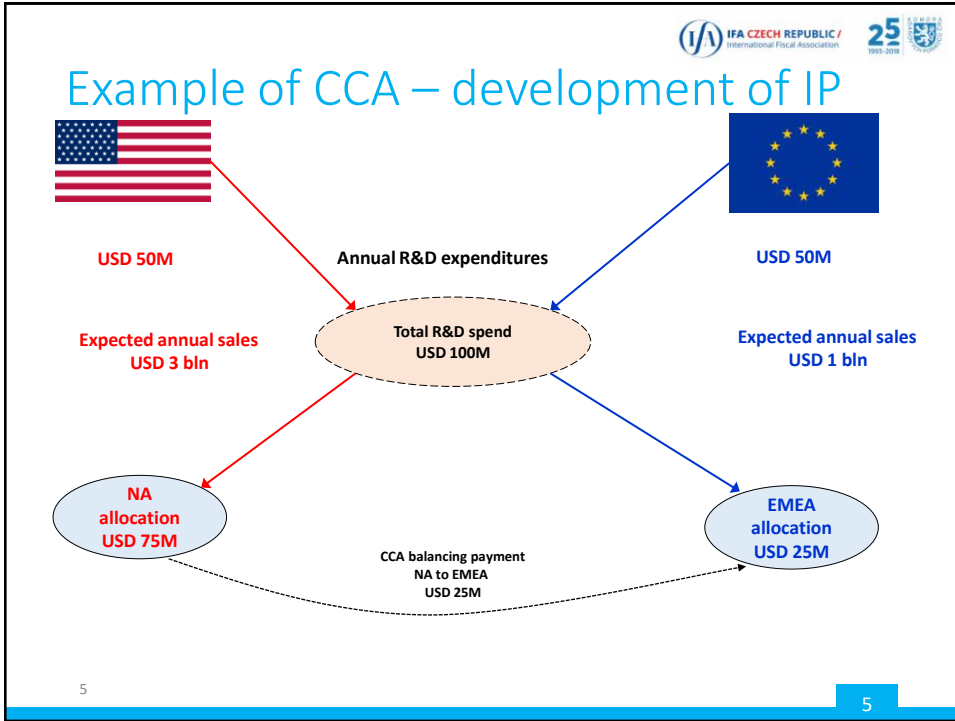 IFA CZECH REPUBLIC /
International Fiscal Association
25
1993-2018
Example of CCA – development of IP
USD 50M
Annual R&D expenditures
USD 50M
Expected annual sales
USD 3 bln
Total R&D spend
USD 100M
Expected annual sales
USD 1 bln
NA
allocation
USD 75M
EMEA
allocation
USD 25M
CCA balancing payment
NA to EMEA
USD 25M
5
5